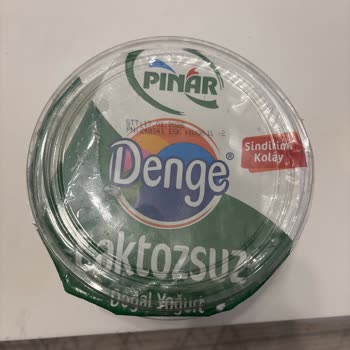 PINAR
Denge®
Sindirimi
Kolay
Laktozsuz
Doğal Yoğurt